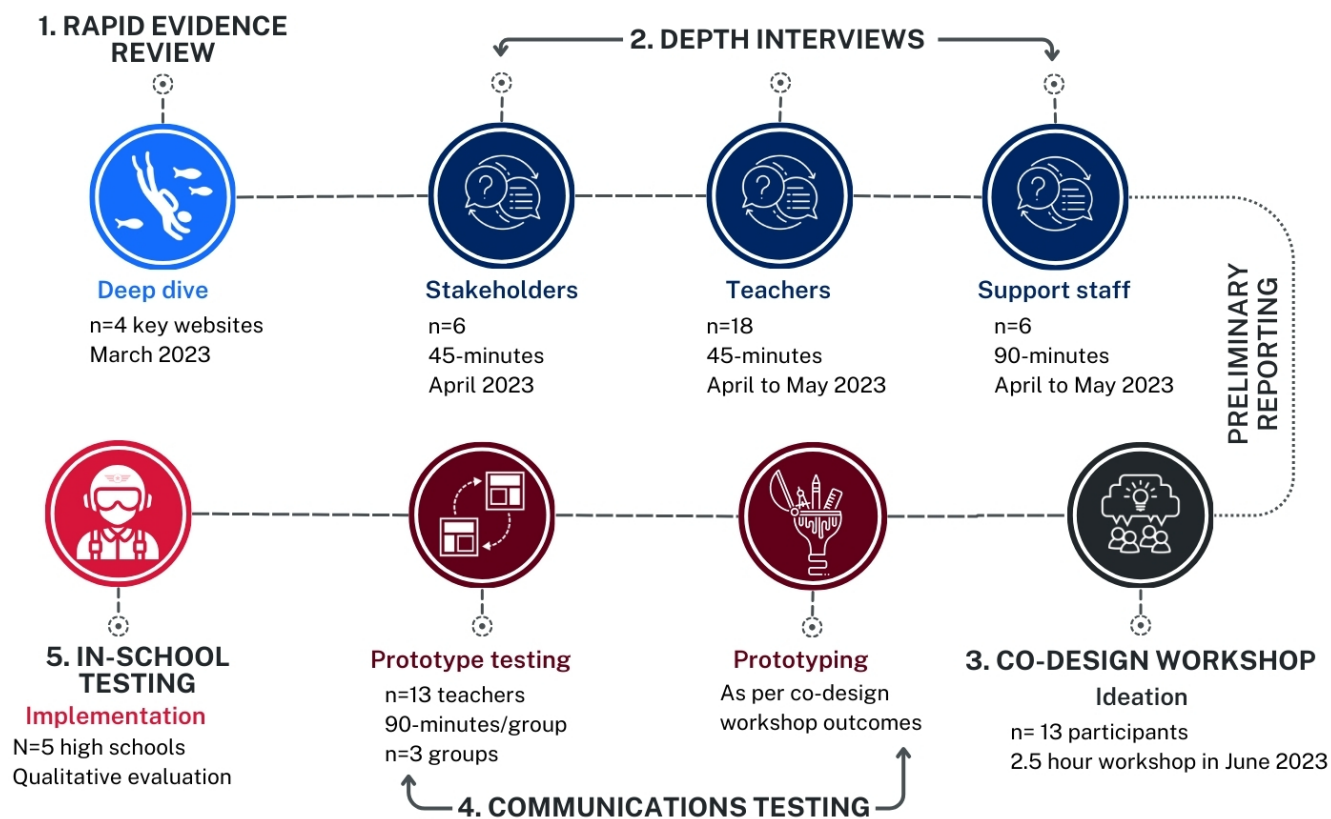 1. RAPID EVIDENCE
REVIEW
2. DEPTH INTERVIEWS
Deep dive
n=4 key websites
March 2023
?
Stakeholders
n=6
45-minutes
April 2023
?
Teachers
n=18
45-minutes
April to May 2023
?
Support staff
n=6
90-minutes
April to May 2023
PRELIMINARY
REPORTING
3. CO-DESIGN WORKSHOP
Ideation
n= 13 participants
2.5 hour workshop in June 2023
Prototyping
As per co-design
workshop outcomes
Prototype testing
n=13 teachers
90-minutes/group
n=3 groups
4. COMMUNICATIONS TESTING
5. IN-SCHOOL
TESTING
Implementation
N=5 high schools
Qualitative evaluation